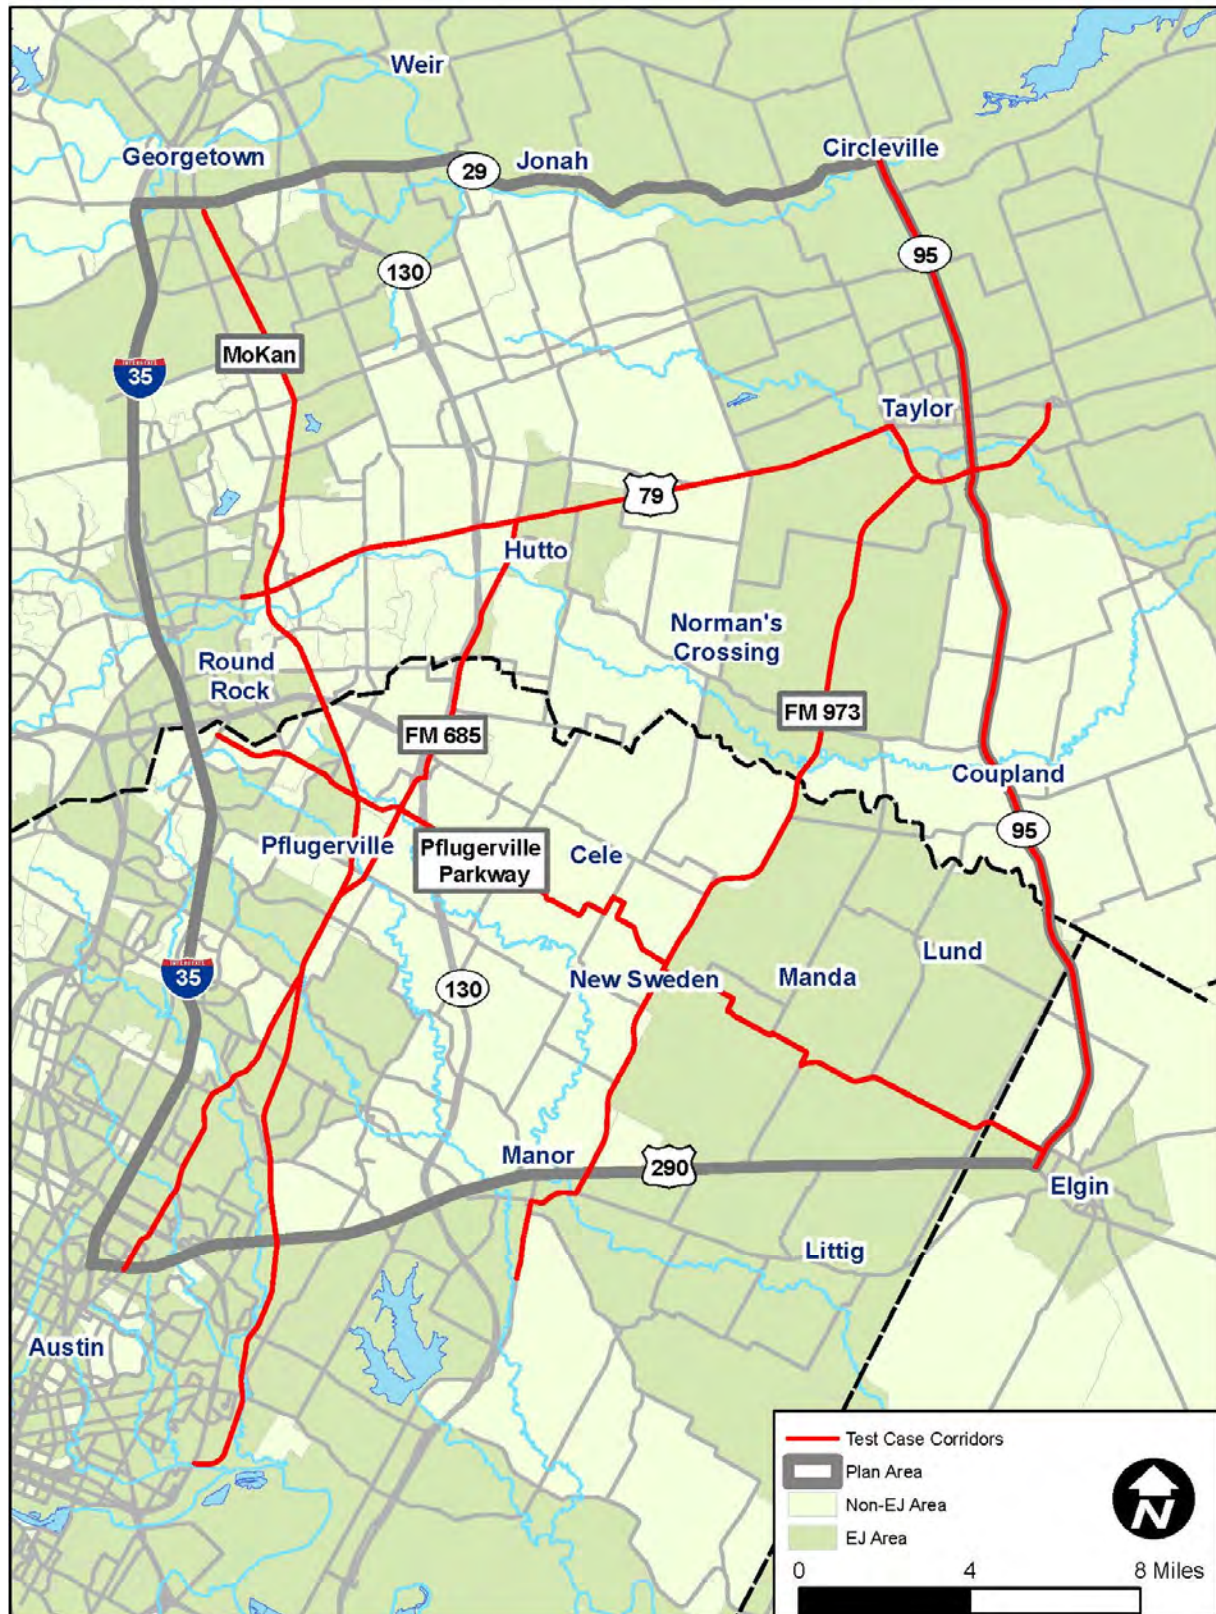 Weir
Georgetown
29
Jonah
Circleville
130
95
MoKan
INTERSTATE
35
Taylor
79
Hutto
Norman's
Crossing
Round
Rock
FM 973
FM 685
Coupland
95
Pflugerville
Pflugerville
Parkway
Cele
Lund
INTERSTATE
35
130
New Sweden
Manda
Manor
290
Elgin
Littig
Austin
Test Case Corridors
Plan Area
Non-EJ Area
EJ Area
N
0 4 8 Miles